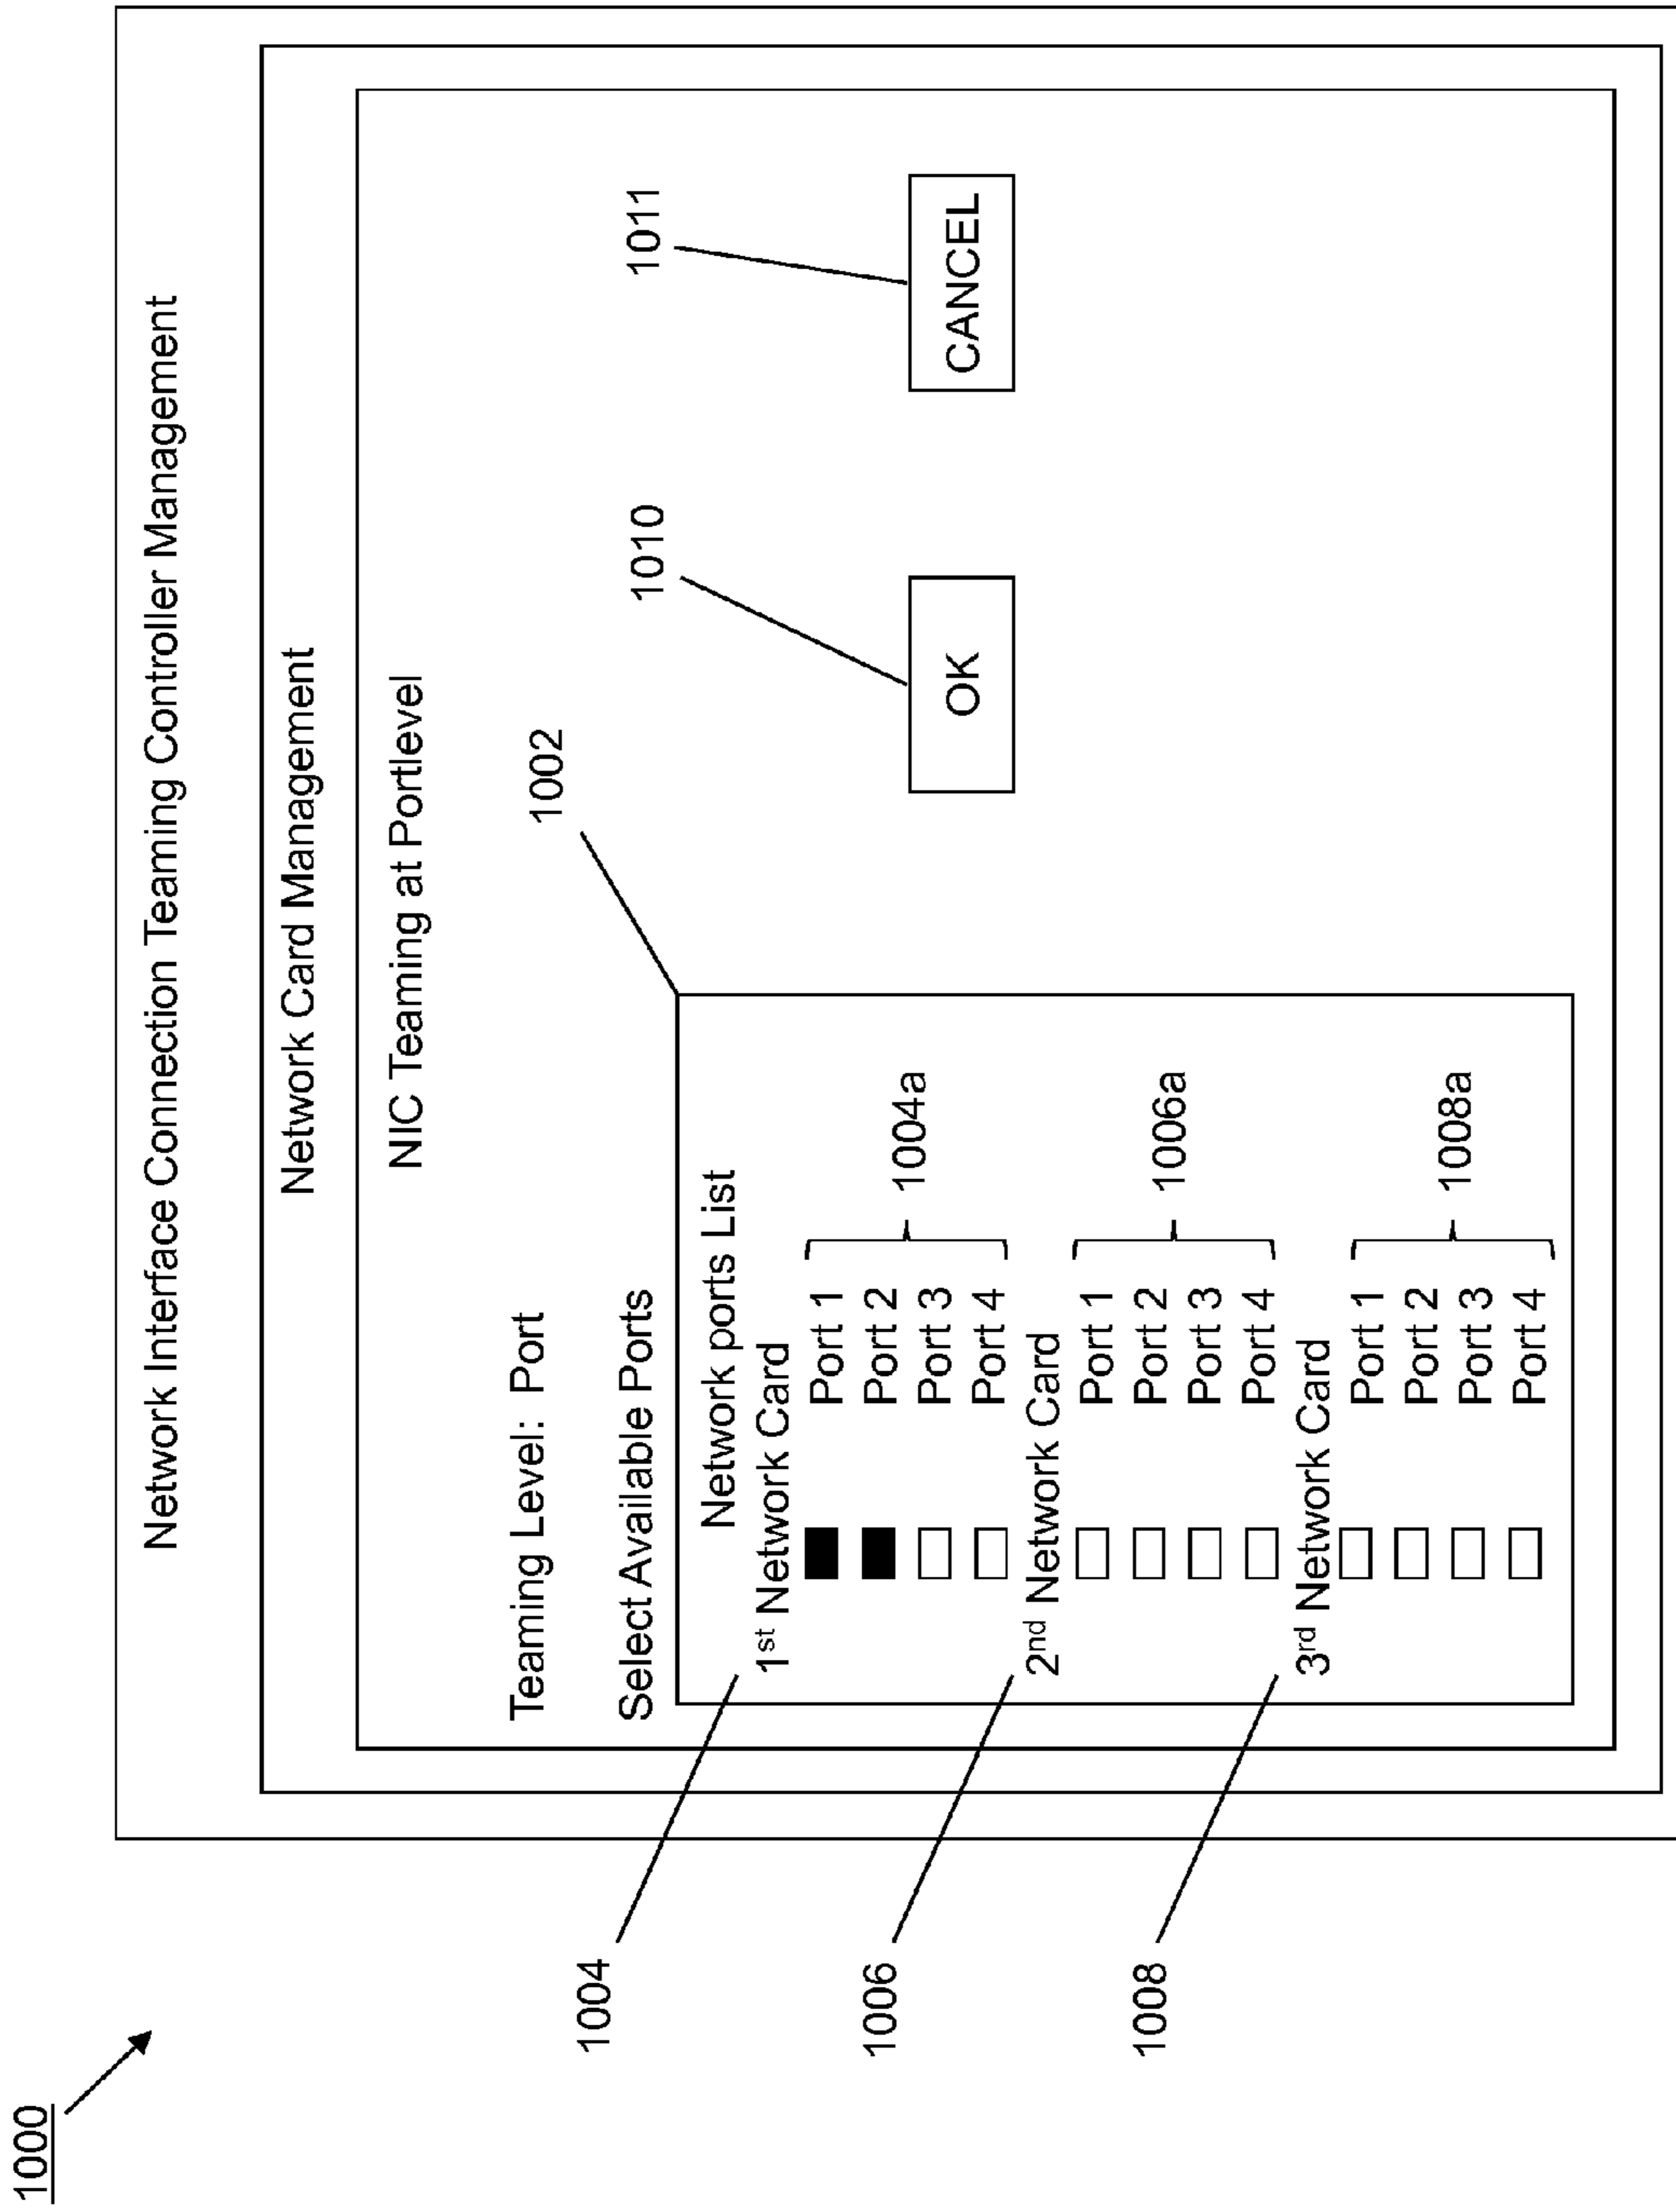 1000
Network Interface Connection Teaming Controller Management
Network Card Management
NIC Teaming at Portlevel
Teaming Level: Port
1002
1010
1011
Select Available Ports
1004
Network ports List
1st Network Card
Port 1
Port 2
Port 3
Port 4
1004a
OK
CANCEL
1006
2nd Network Card
Port 1
Port 2
Port 3
Port 4
1006a
1008
3rd Network Card
Port 1
Port 2
Port 3
Port 4
1008a